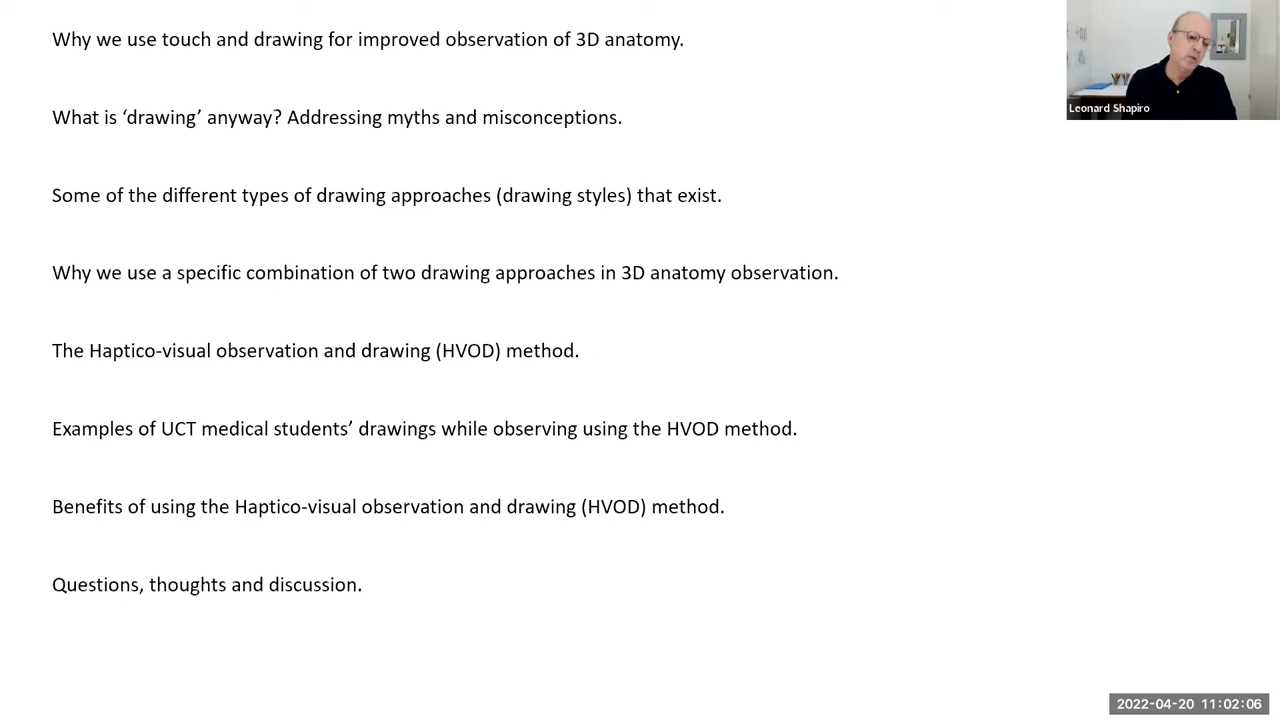 Why we use touch and drawing for improved observation of 3D anatomy.
Leonard Shapiro
What is ‘drawing’ anyway? Addressing myths and misconceptions.
Some of the different types of drawing approaches (drawing styles) that exist.
Why we use a specific combination of two drawing approaches in 3D anatomy observation.
The Haptico-visual observation and drawing (HVOD) method.
Examples of UCT medical students’ drawings while observing using the HVOD method.
Benefits of using the Haptico-visual observation and drawing (HVOD) method.
Questions, thoughts and discussion.
2022-04-20 11:02:06